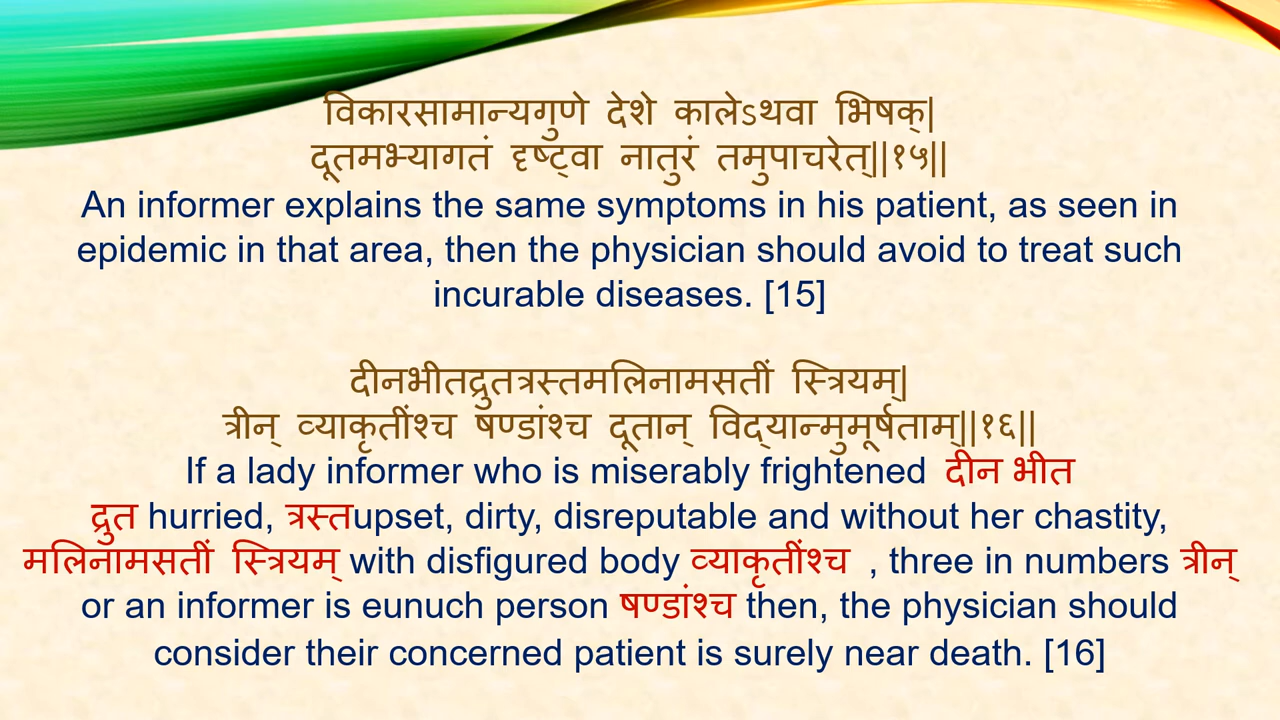 विकारसामान्यगुणे देशे कालेऽथवा भिषक्|
दूतमभ्यागतं दृष्ट्वा नातुरं तमुपाचरेत्||१५||
An informer explains the same symptoms in his patient, as seen in
epidemic in that area, then the physician should avoid to treat such
incurable diseases. [15]
दीनभीतद्रुतत्रस्तमलिनामसतीं स्त्रियम्|
त्रीन् व्याकृतींश्च षण्डांश्च दूतान् विद्यान्मुमूर्षताम्||१६||
If a lady informer who is miserably frightened दीन भीत
द्रुत hurried, त्रस्तupset, dirty, disreputable and without her chastity,
मलिनामसतीं स्त्रियम् with disfigured body व्याकृतींश्च , three in numbers त्रीन्
or an informer is eunuch person षण्डांश्च then, the physician should
consider their concerned patient is surely near death. [16]